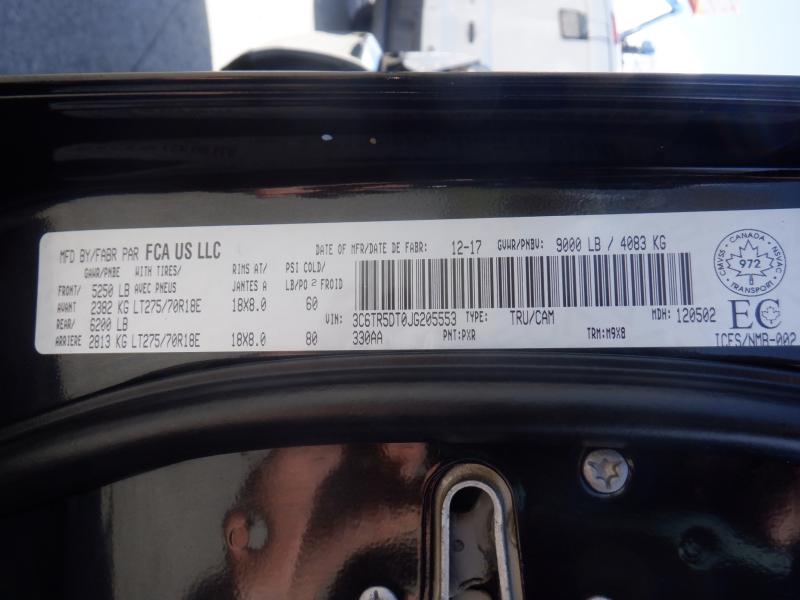 MFD BY/FABR PAR FCA US LLC DATE OF MFR/DATE DE FABR: 12-17 GVWR/PNBV: 9000 LB / 4083 KG
GAWR/PNBE WITH TIRES/ RIMS AT/ PSI COLD/
FRONT/ 5250 LB AVEC PNEUS JANTES A LB/PO 2 FROID
AVANT 2382 KG LT275/70R18E 18X8.0 60
REAR/ 6200 LB
ARRIERE 2813 KG LT275/70R18E 18X8.0 80
VIN: 3C6TR5DT0JG205553 TYPE: TRU/CAM MDH: 120502
330AA PNT:PXR TRM:M9X8
CANADA
CMVSS NSVAC
972
TRANSPORT
EC
ICES/NMB-002